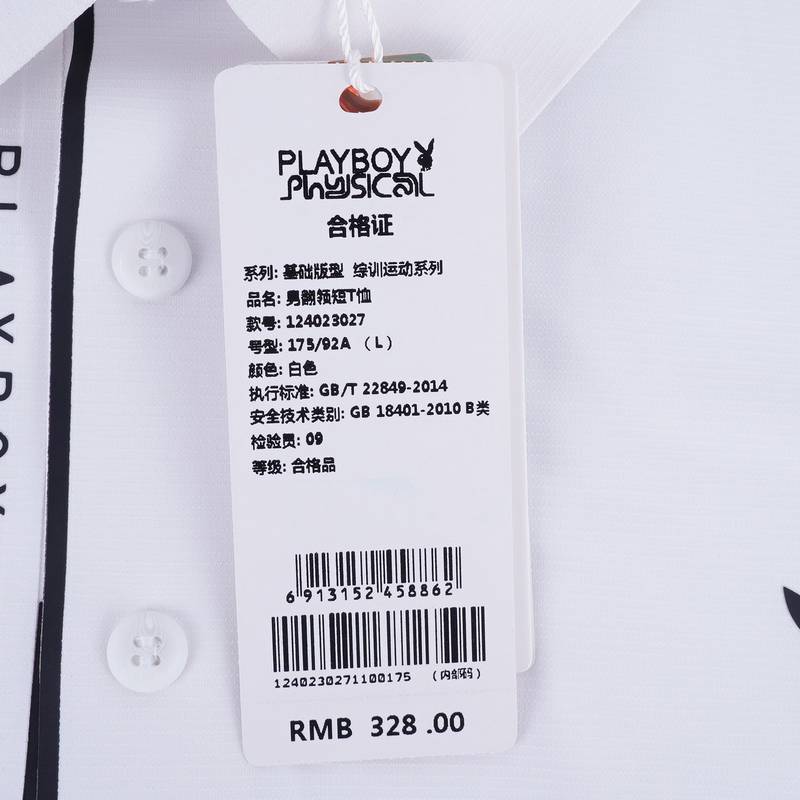 PLAYBOY
PLAYBOY
Physical
合格证
系列: 基础版型 综训运动系列
品名: 男翻领短T恤
款号: 124023027
号型: 175/92A （L）
颜色: 白色
执行标准: GB/T 22849-2014
安全技术类别: GB 18401-2010 B类
检验员: 09
等级: 合格品
6 913152 458862
1240230271100175 （内部码）
RMB 328 .00